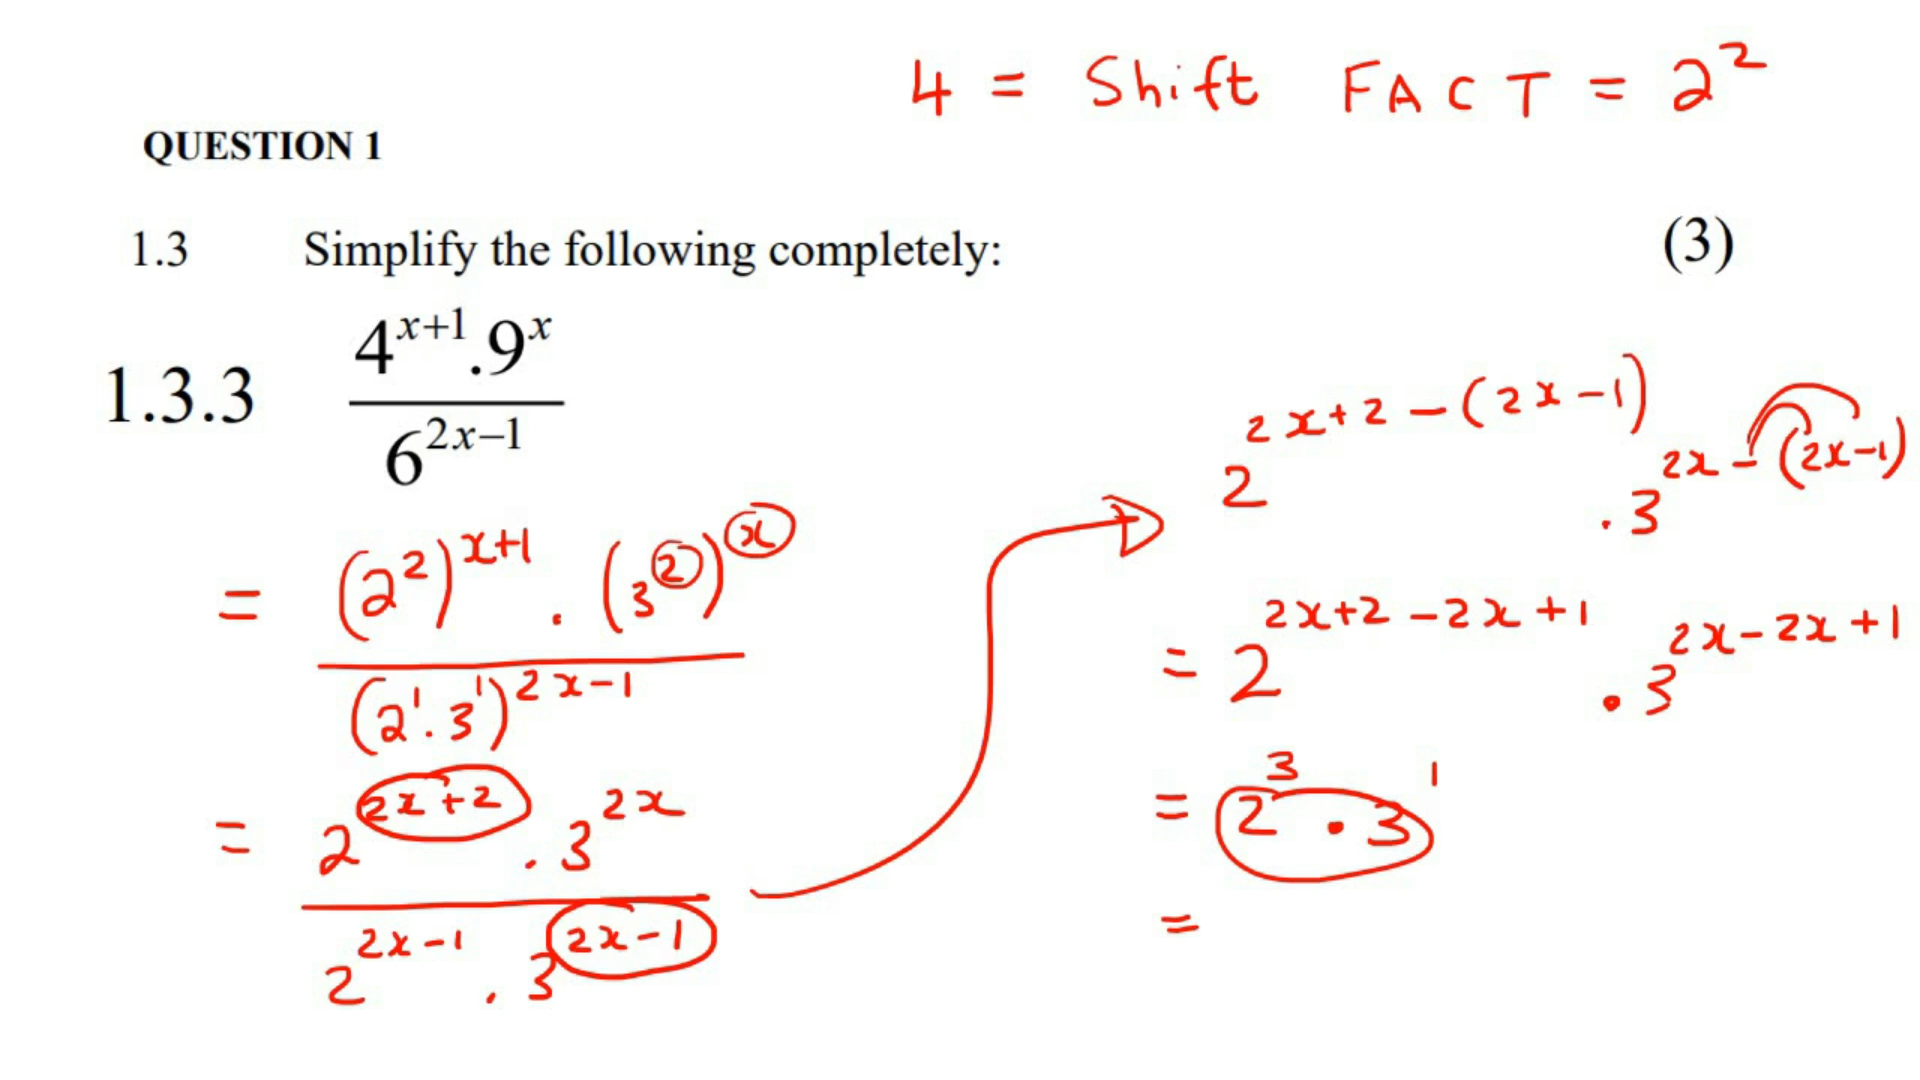 4 = Shift FACT = 2²
QUESTION 1
1.3 Simplify the following completely: (3)
1.3.3 4^(x+1) . 9^x / 6^(2x–1)
= (2²)^(x+1) . (3²)^x / (2¹ . 3¹)^(2x–1)
= 2^(2x+2) . 3^(2x) / 2^(2x–1) . 3^(2x–1)
2^(2x+2–(2x–1)) . 3^(2x–(2x–1))
= 2^(2x+2–2x+1) . 3^(2x–2x+1)
= 2³ . 3¹
=